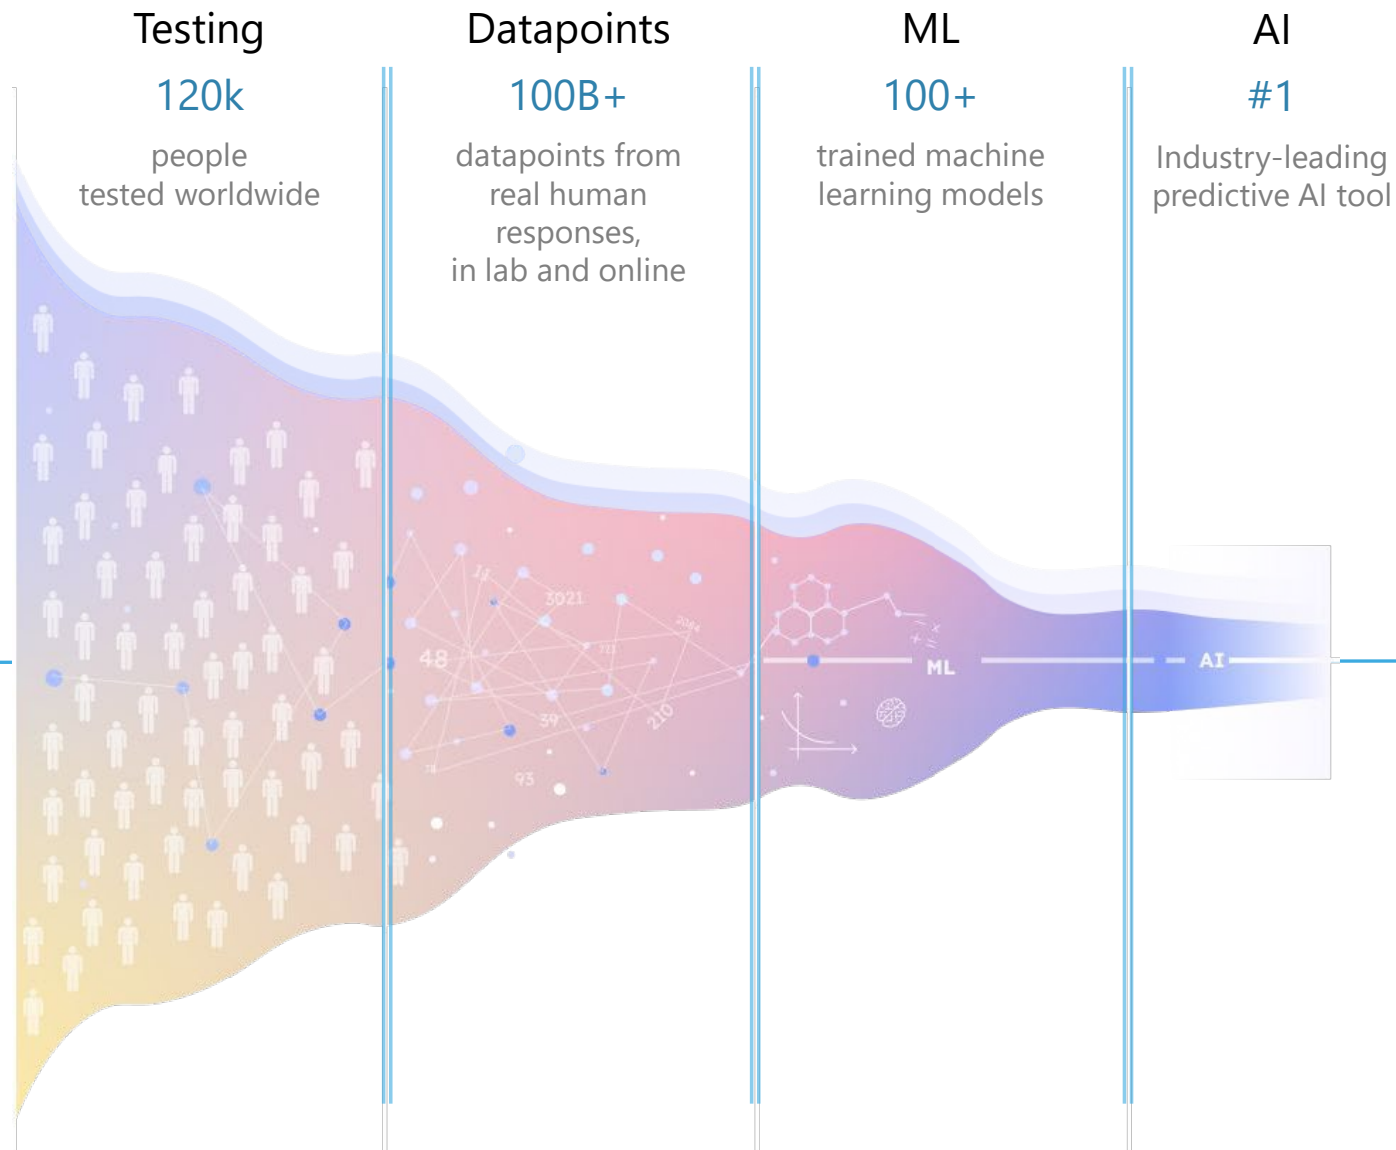 Testing
120k
people
tested worldwide
Datapoints
100B+
datapoints from
real human
responses,
in lab and online
ML
100+
trained machine
learning models
AI
#1
Industry-leading
predictive AI tool
11
3021
48
39
210
93
ML
AI